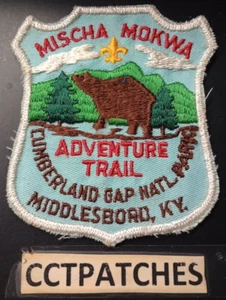 MISCHA MOKWA
ADVENTURE
TRAIL
CUMBERLAND GAP NATL. PARK
MIDDLESBORO, KY.
CCTPATCHES